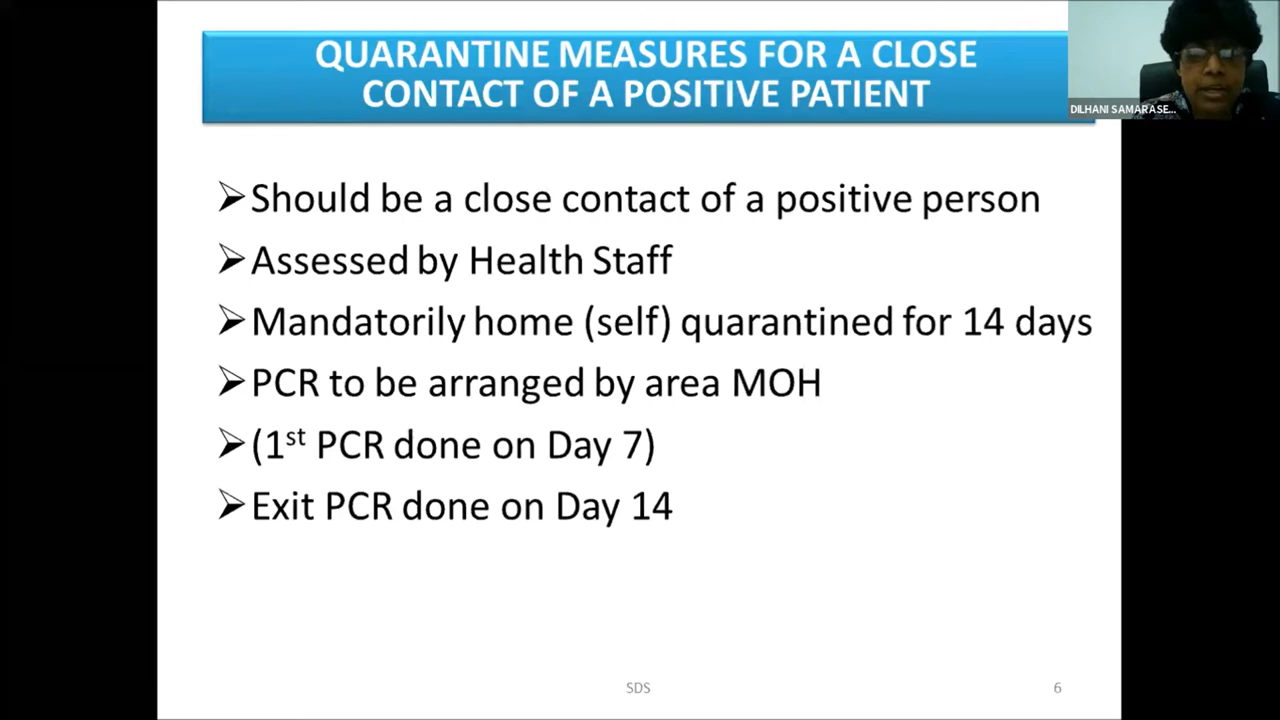 QUARANTINE MEASURES FOR A CLOSE
CONTACT OF A POSITIVE PATIENT
DILHANI SAMARASE...
➢Should be a close contact of a positive person
➢Assessed by Health Staff
➢Mandatorily home (self) quarantined for 14 days
➢PCR to be arranged by area MOH
➢(1st PCR done on Day 7)
➢Exit PCR done on Day 14
SDS
6